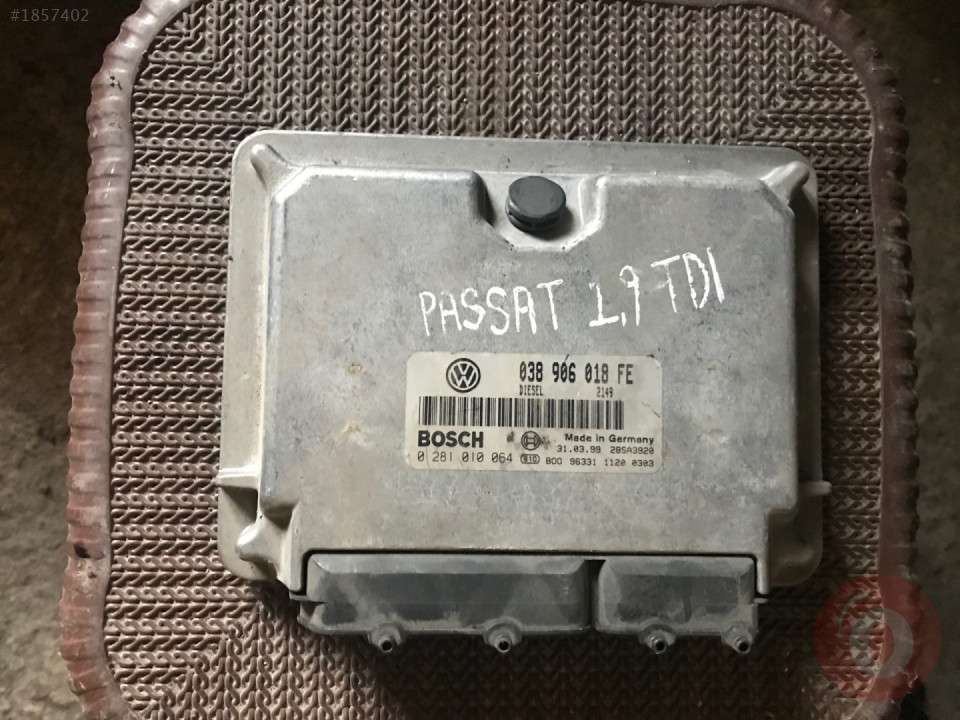 #1857402
PASSAT 1,9 TDI
038 906 018 FE
DIESEL 2149
BOSCH Made in Germany
31.03.99 28SA3920
0 281 010 064 BOO 96331 1120 0303